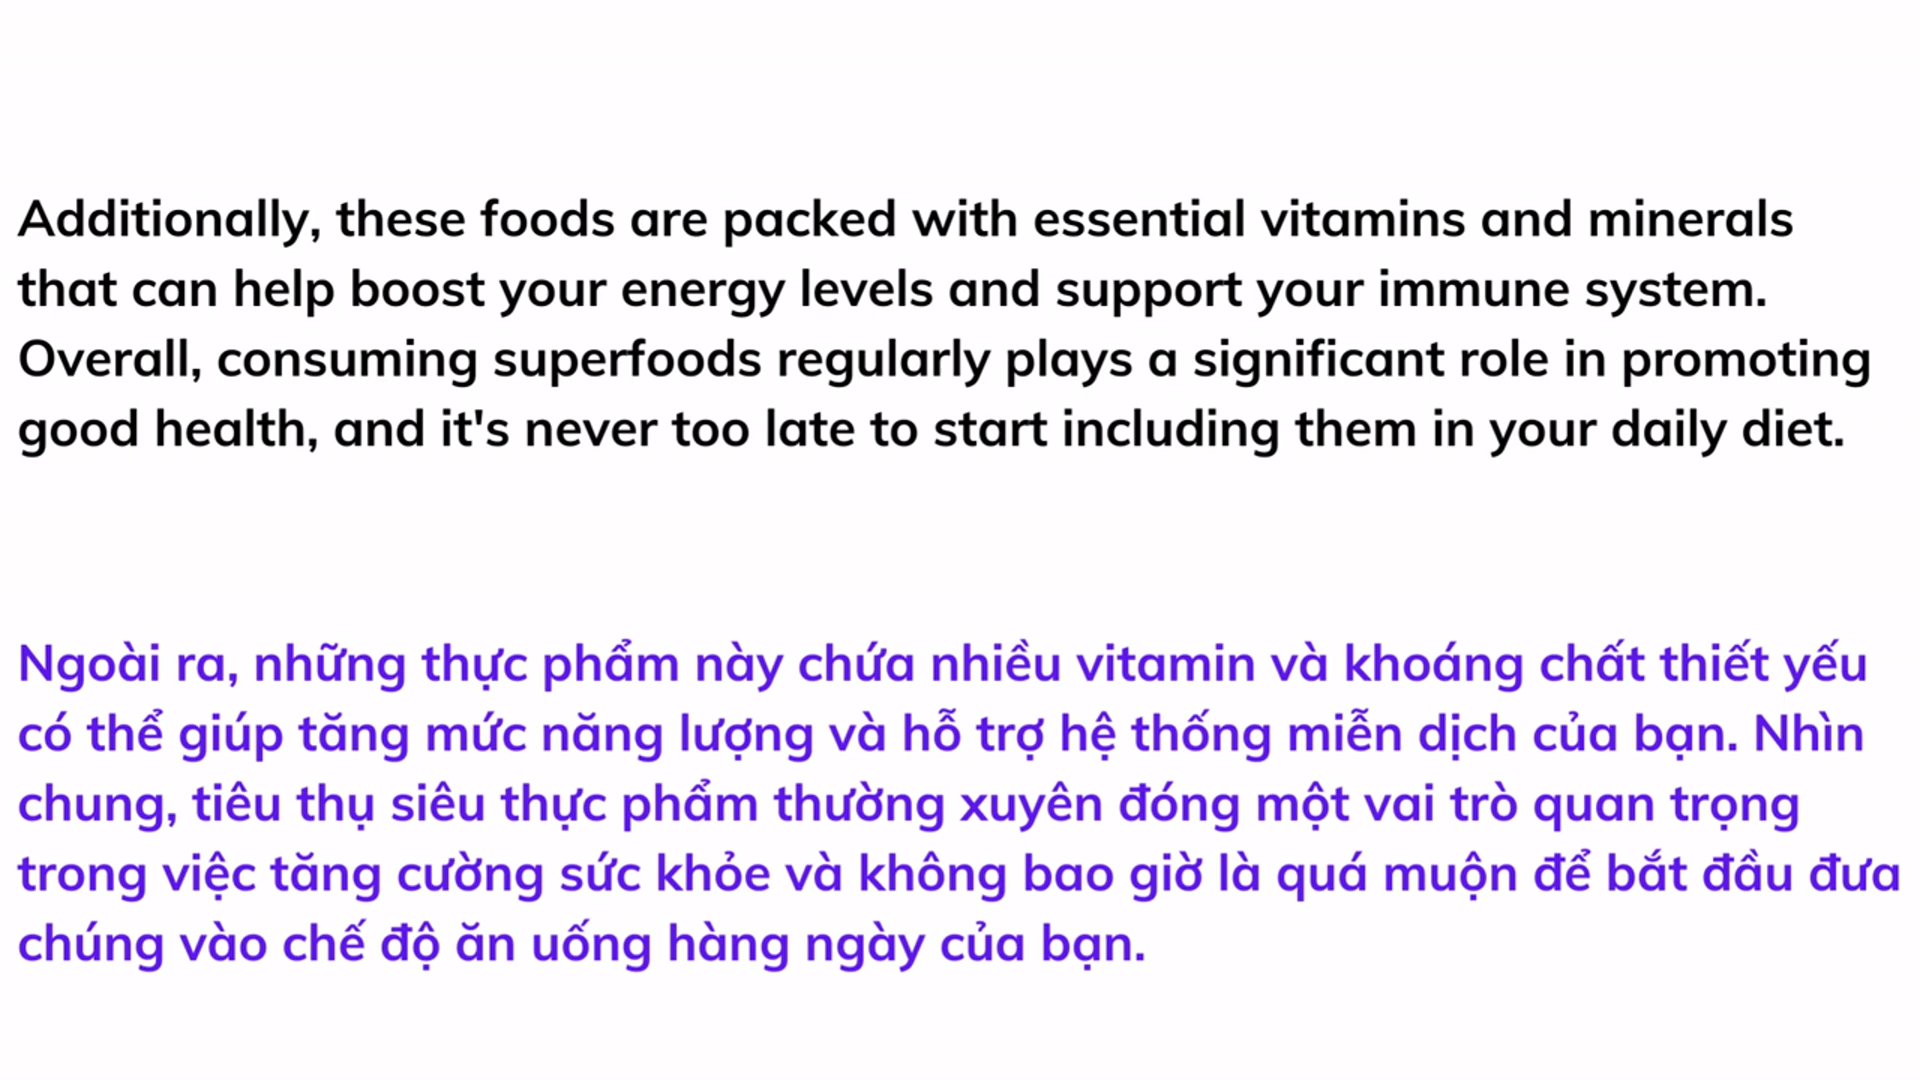 Additionally, these foods are packed with essential vitamins and minerals
that can help boost your energy levels and support your immune system.
Overall, consuming superfoods regularly plays a significant role in promoting
good health, and it's never too late to start including them in your daily diet.
Ngoài ra, những thực phẩm này chứa nhiều vitamin và khoáng chất thiết yếu
có thể giúp tăng mức năng lượng và hỗ trợ hệ thống miễn dịch của bạn. Nhìn
chung, tiêu thụ siêu thực phẩm thường xuyên đóng một vai trò quan trọng
trong việc tăng cường sức khỏe và không bao giờ là quá muộn để bắt đầu đưa
chúng vào chế độ ăn uống hàng ngày của bạn.